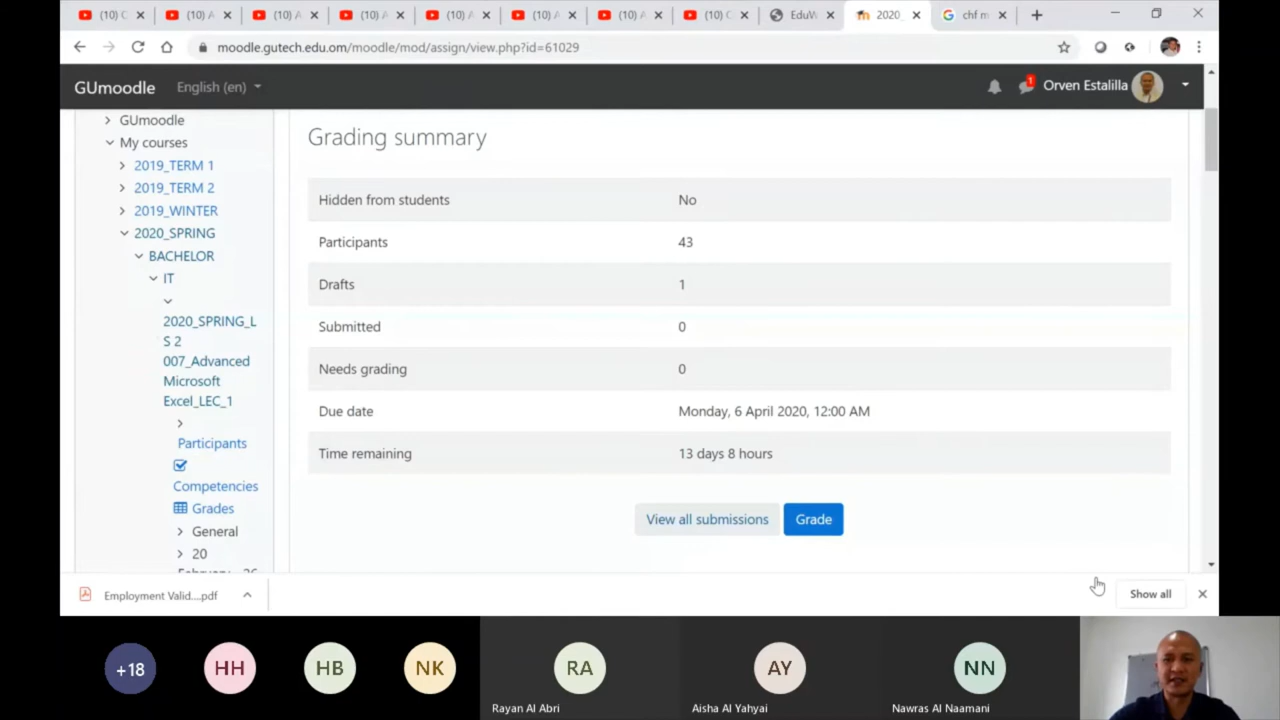 (10) C
(10) A
(10) A
(10) A
(10) A
(10) A
(10) A
(10) C
EduW
2020_
chf m
moodle.gutech.edu.om/moodle/mod/assign/view.php?id=61029
GUmoodle
English (en)
1
Orven Estalilla
GUmoodle
My courses
2019_TERM 1
2019_TERM 2
2019_WINTER
2020_SPRING
BACHELOR
IT
2020_SPRING_L
S 2
007_Advanced
Microsoft
Excel_LEC_1
Participants
Competencies
Grades
General
20
Grading summary
Hidden from students No
Participants 43
Drafts 1
Submitted 0
Needs grading 0
Due date Monday, 6 April 2020, 12:00 AM
Time remaining 13 days 8 hours
View all submissions Grade
Employment Valid....pdf
Show all
+18
HH
HB
NK
RA
AY
NN
Rayan Al Abri
Aisha Al Yahyai
Nawras Al Naamani